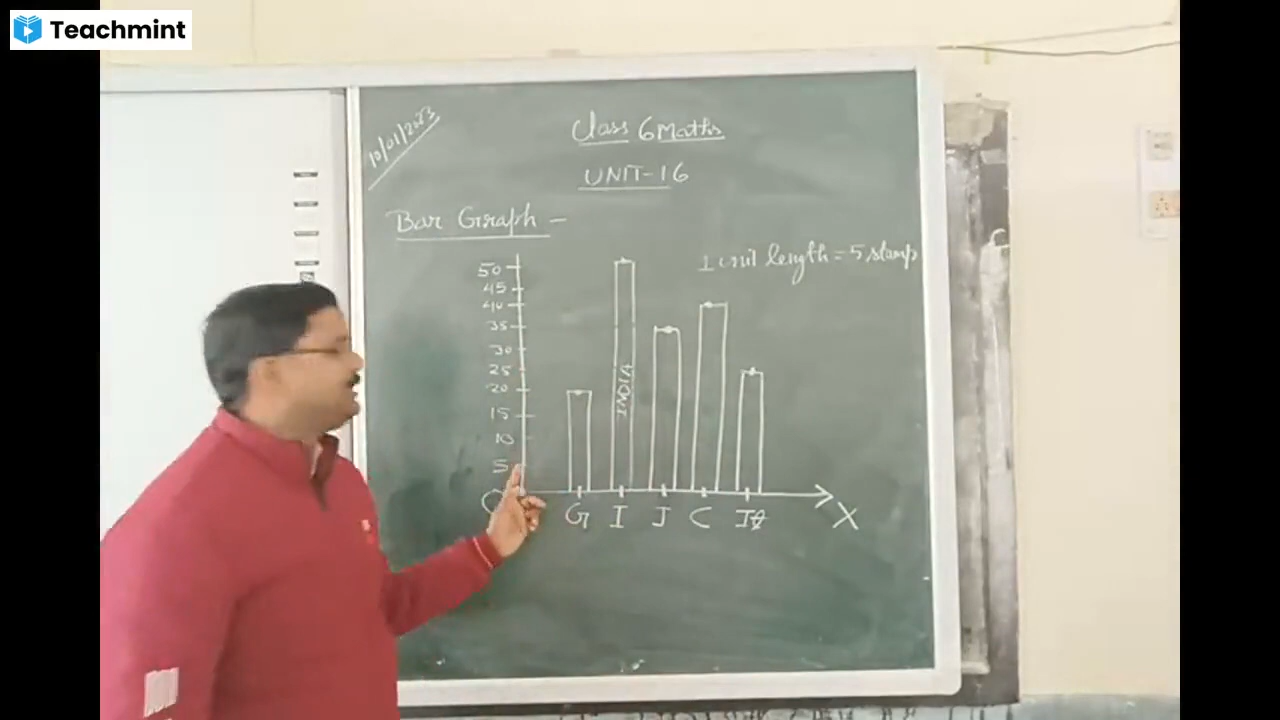 Teachmint
10/01/2023
Class 6 Maths
UNIT-16
Bar Graph -
1 unit length = 5 stamp
50
45
40
35
30
25
20
15
10
5
INDIA
G I J C
X